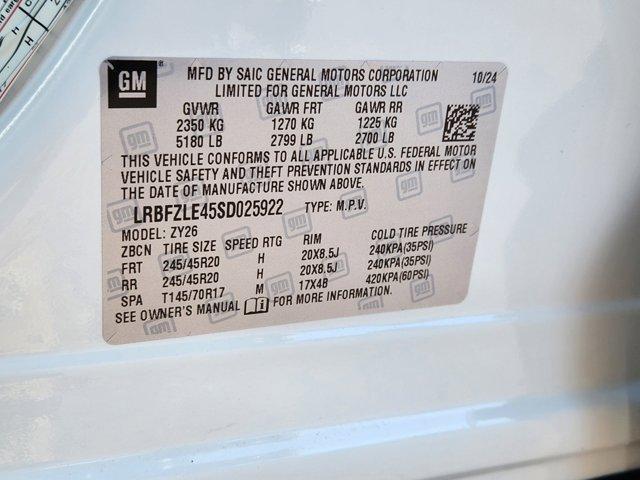 GM
MFD BY SAIC GENERAL MOTORS CORPORATION 10/24
LIMITED FOR GENERAL MOTORS LLC
GVWR GAWR FRT GAWR RR
2350 KG 1270 KG 1225 KG
5180 LB 2799 LB 2700 LB
THIS VEHICLE CONFORMS TO ALL APPLICABLE U.S. FEDERAL MOTOR
VEHICLE SAFETY AND THEFT PREVENTION STANDARDS IN EFFECT ON
THE DATE OF MANUFACTURE SHOWN ABOVE.
LRBFZLE45SD025922 TYPE: M.P.V.
MODEL: ZY26
ZBCN TIRE SIZE SPEED RTG RIM COLD TIRE PRESSURE
FRT 245/45R20 H 20X8.5J 240KPA(35PSI)
RR 245/45R20 H 20X8.5J 240KPA(35PSI)
SPA T145/70R17 M 17X4B 420KPA(60PSI)
SEE OWNER'S MANUAL FOR MORE INFORMATION.